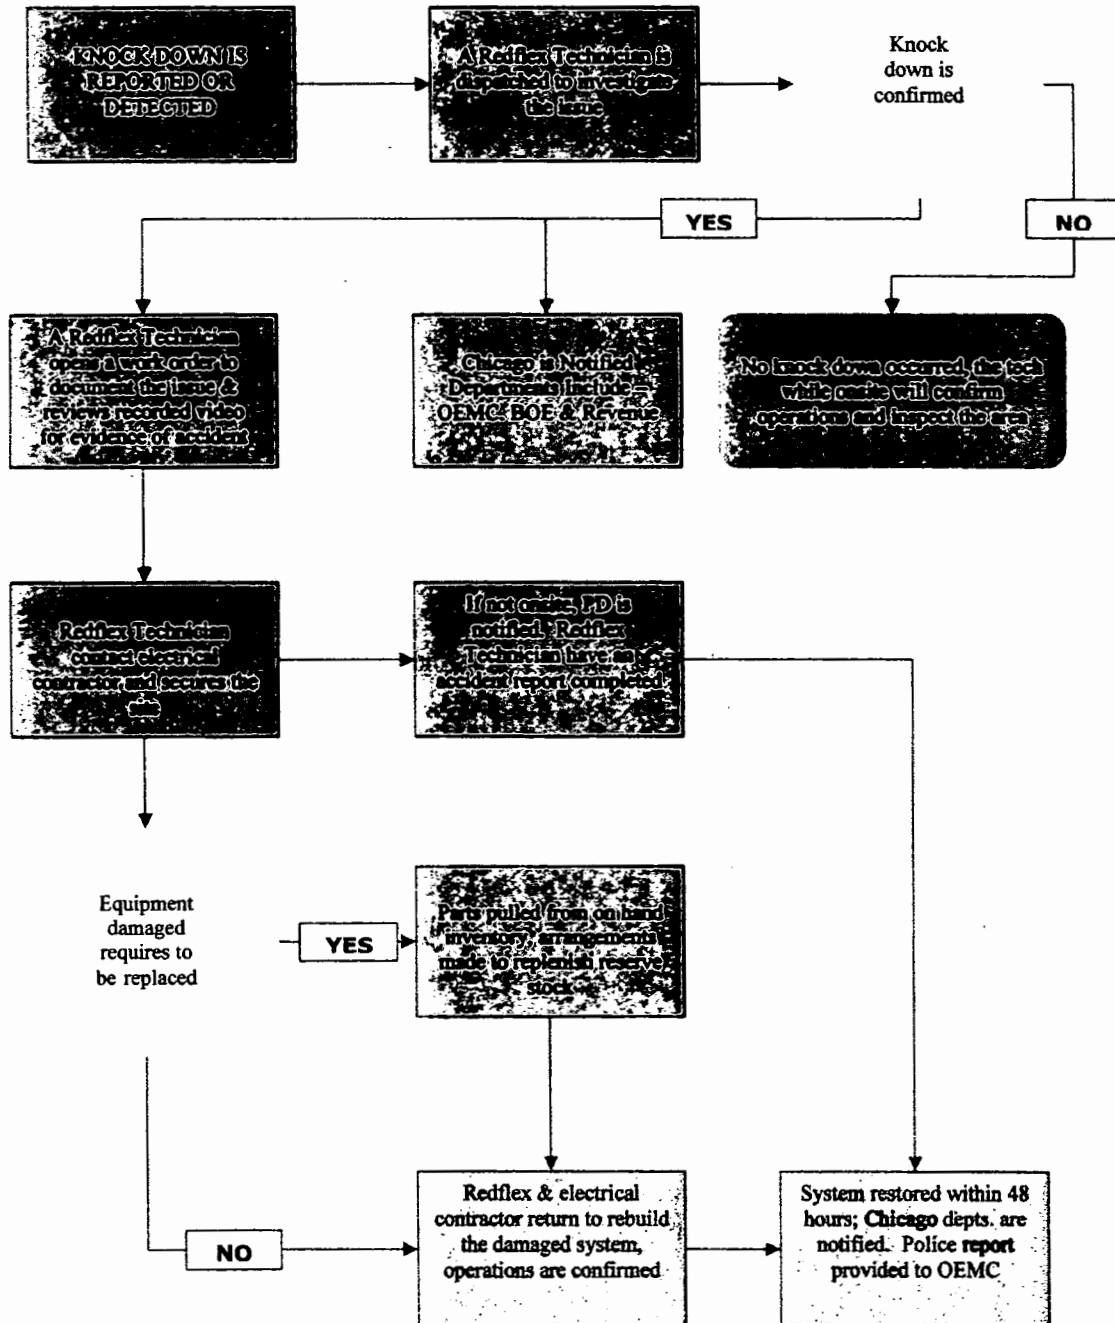 KNOCK DOWN IS
REPORTED OR
DETECTED
A Redflex Technician is
dispatched to investigate
the issue
Knock
down is
confirmed
YES
NO
A Redflex Technician
opens a work order to
document the issue &
reviews recorded video
for evidence of accident
Chicago is Notified
Departments include –
OEMC, BOE & Revenue
No knock down occurred, the tech
while onsite will confirm
operations and inspect the area
Redflex Technician
contact electrical
contractor and secures the
site
If not onsite, PD is
notified. Redflex
Technician have an
accident report completed
Equipment
damaged
requires to
be replaced
YES
Parts pulled from on hand
inventory, arrangements
made to replenish reserve
stock
NO
Redflex & electrical
contractor return to rebuild
the damaged system,
operations are confirmed
System restored within 48
hours; Chicago depts. are
notified. Police report
provided to OEMC